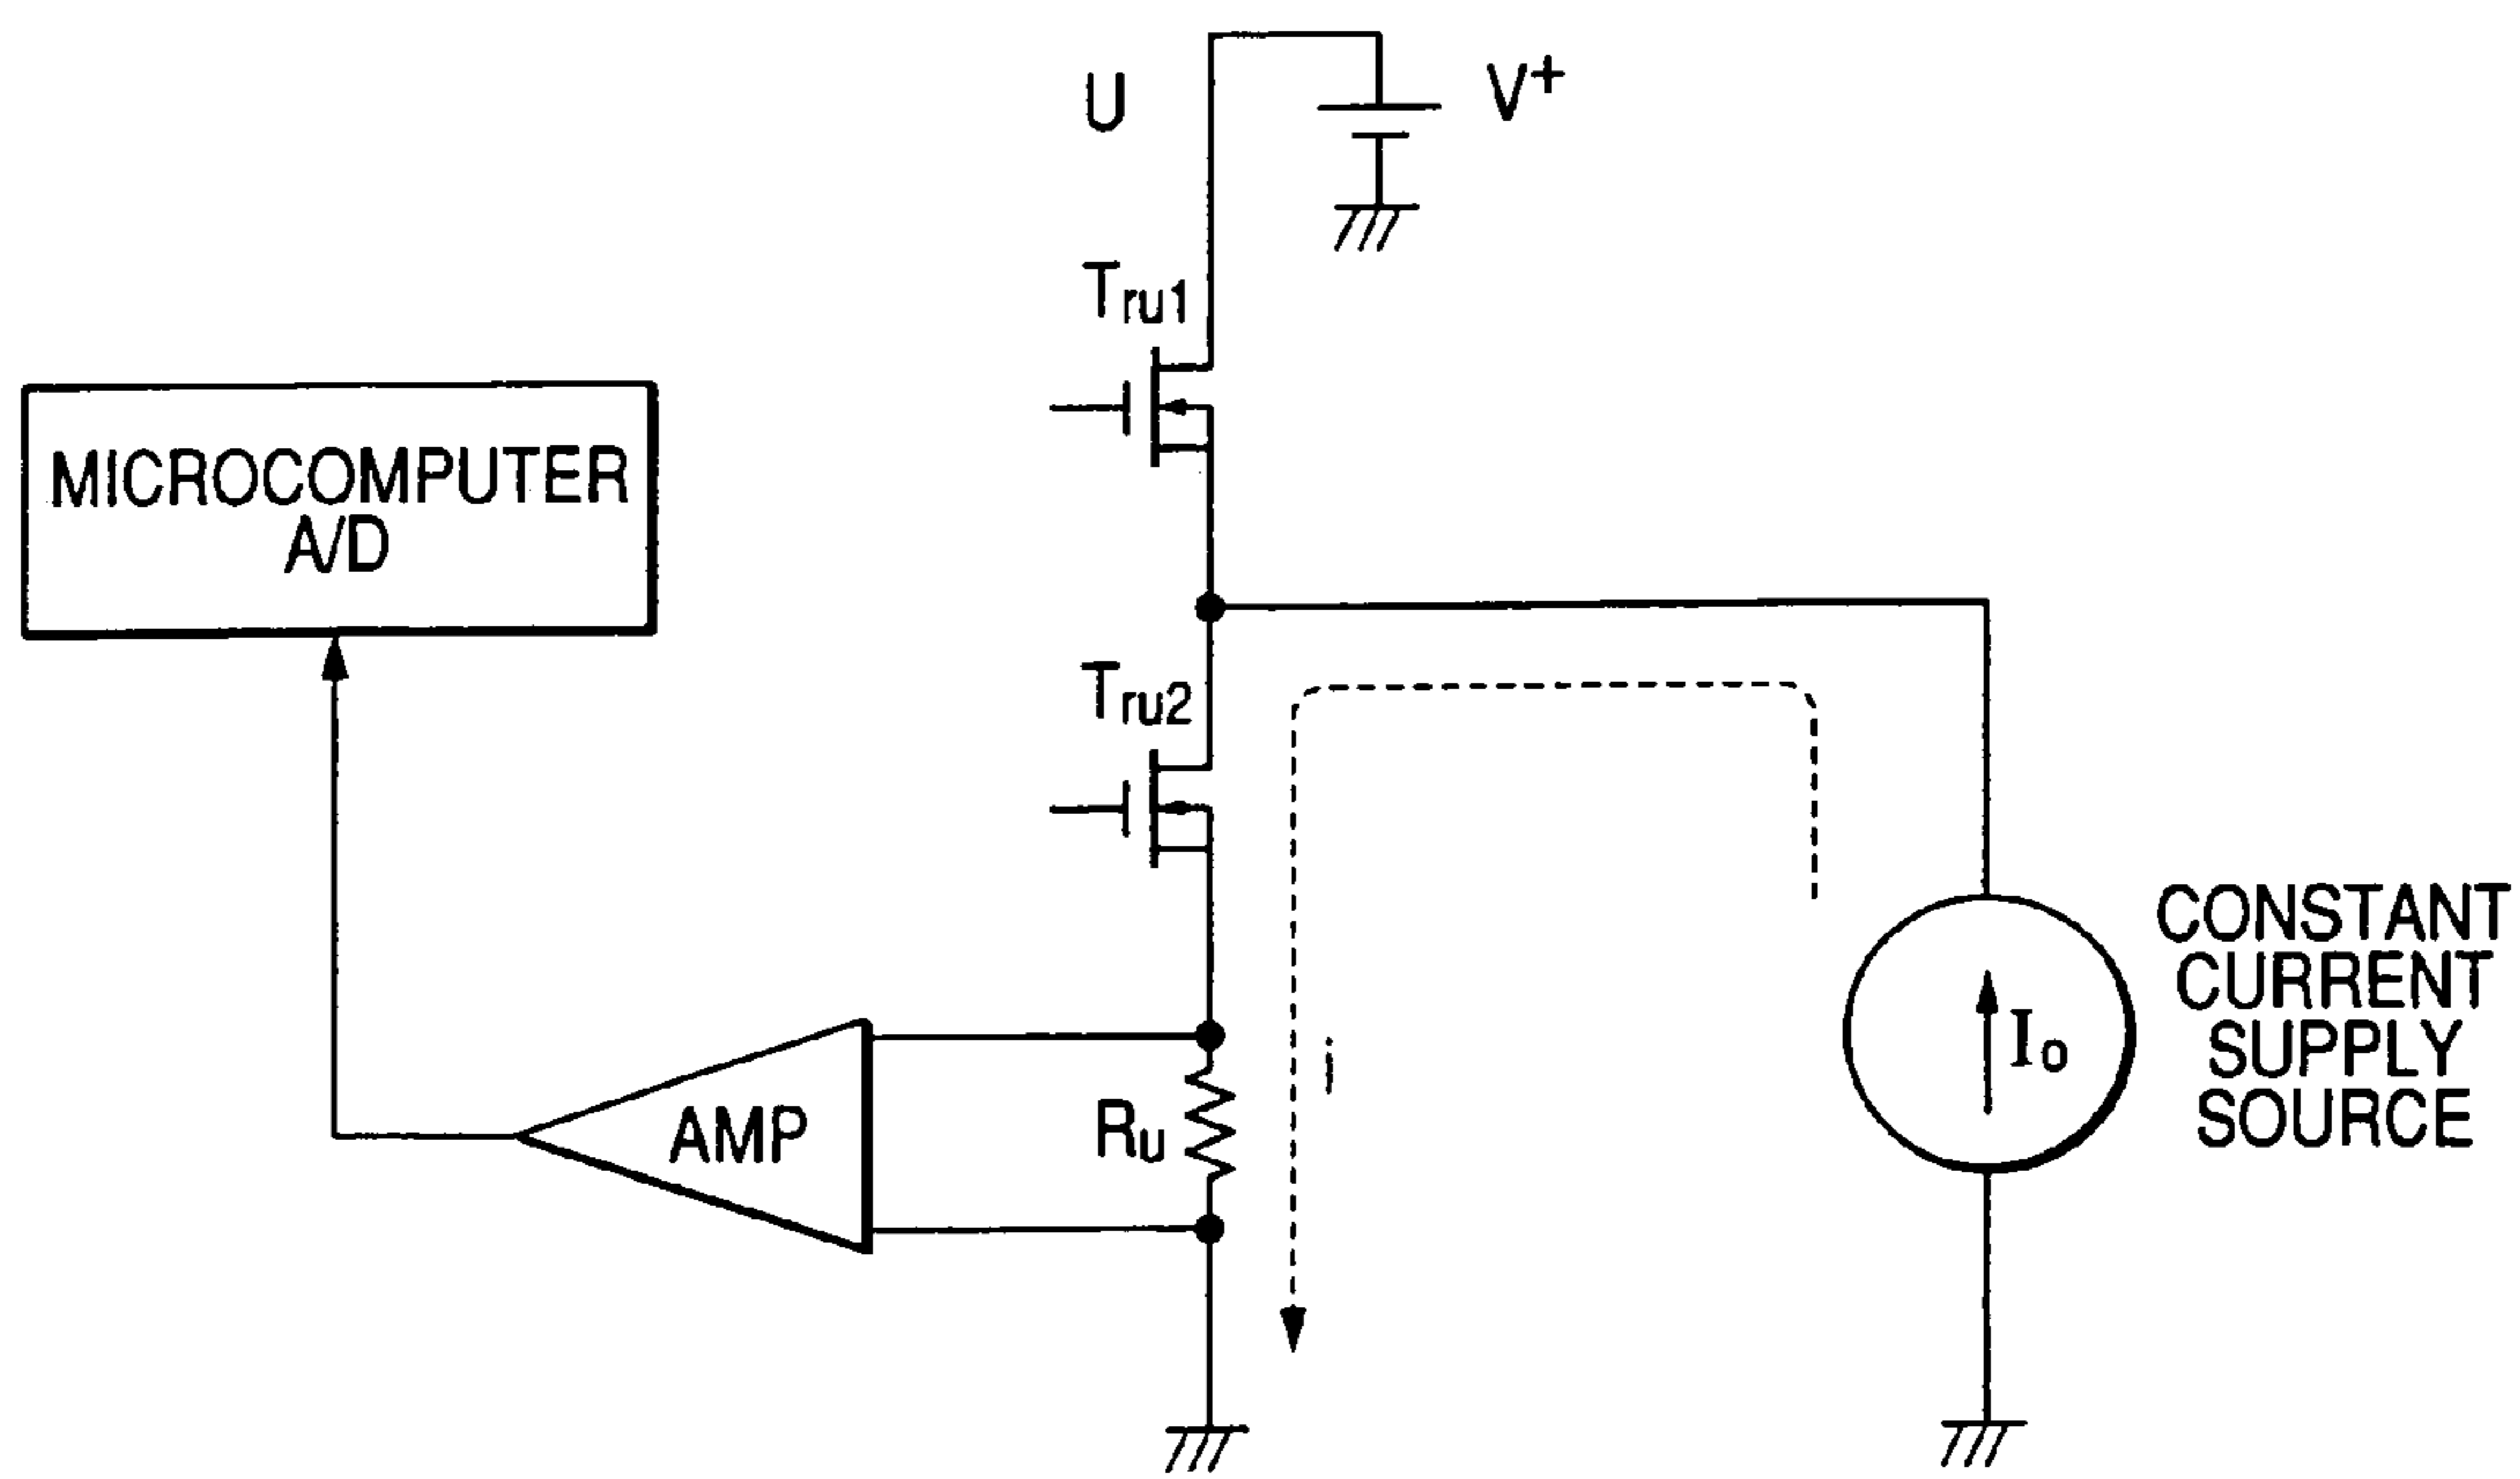 U
V+
Tru1
MICROCOMPUTER
A/D
Tru2
CONSTANT
CURRENT
SUPPLY
SOURCE
Io
i
AMP
Ru